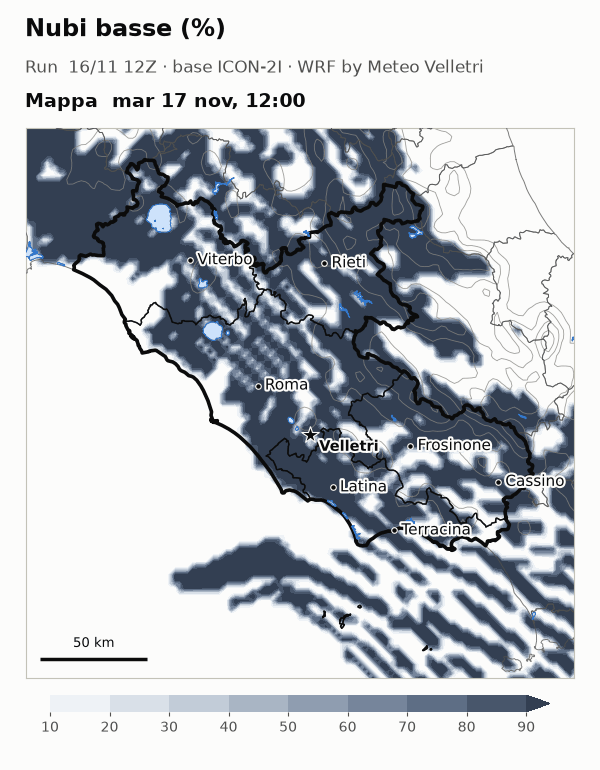 Nubi basse (%)
Run  16/11 12Z · base ICON-2I · WRF by Meteo Velletri
Mappa  mar 17 nov, 12:00
Viterbo
Rieti
Roma
Velletri
Frosinone
Cassino
Latina
Terracina
50 km
10 20 30 40 50 60 70 80 90